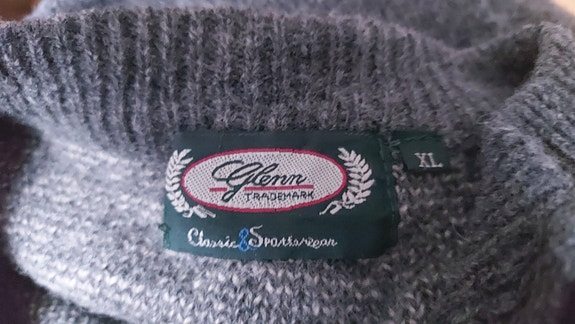 Glenn
TRADEMARK
Classic & Sportswear
XL